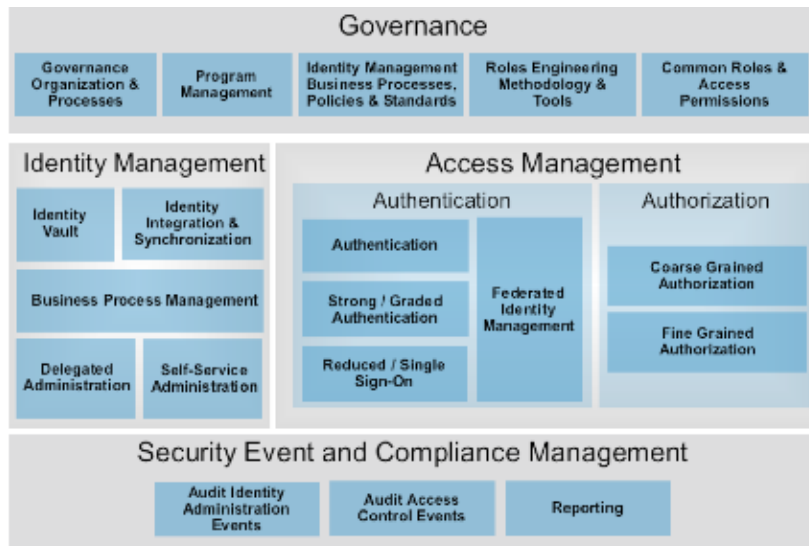 Governance
Governance
Organization &
Processes
Program
Management
Identity Management
Business Processes,
Policies & Standards
Roles Engineering
Methodology &
Tools
Common Roles &
Access
Permissions
Identity Management
Identity
Vault
Identity
Integration &
Synchronization
Business Process Management
Delegated
Administration
Self-Service
Administration
Access Management
Authentication
Authentication
Strong / Graded
Authentication
Reduced / Single
Sign-On
Federated
Identity
Management
Authorization
Coarse Grained
Authorization
Fine Grained
Authorization
Security Event and Compliance Management
Audit Identity
Administration
Events
Audit Access
Control Events
Reporting